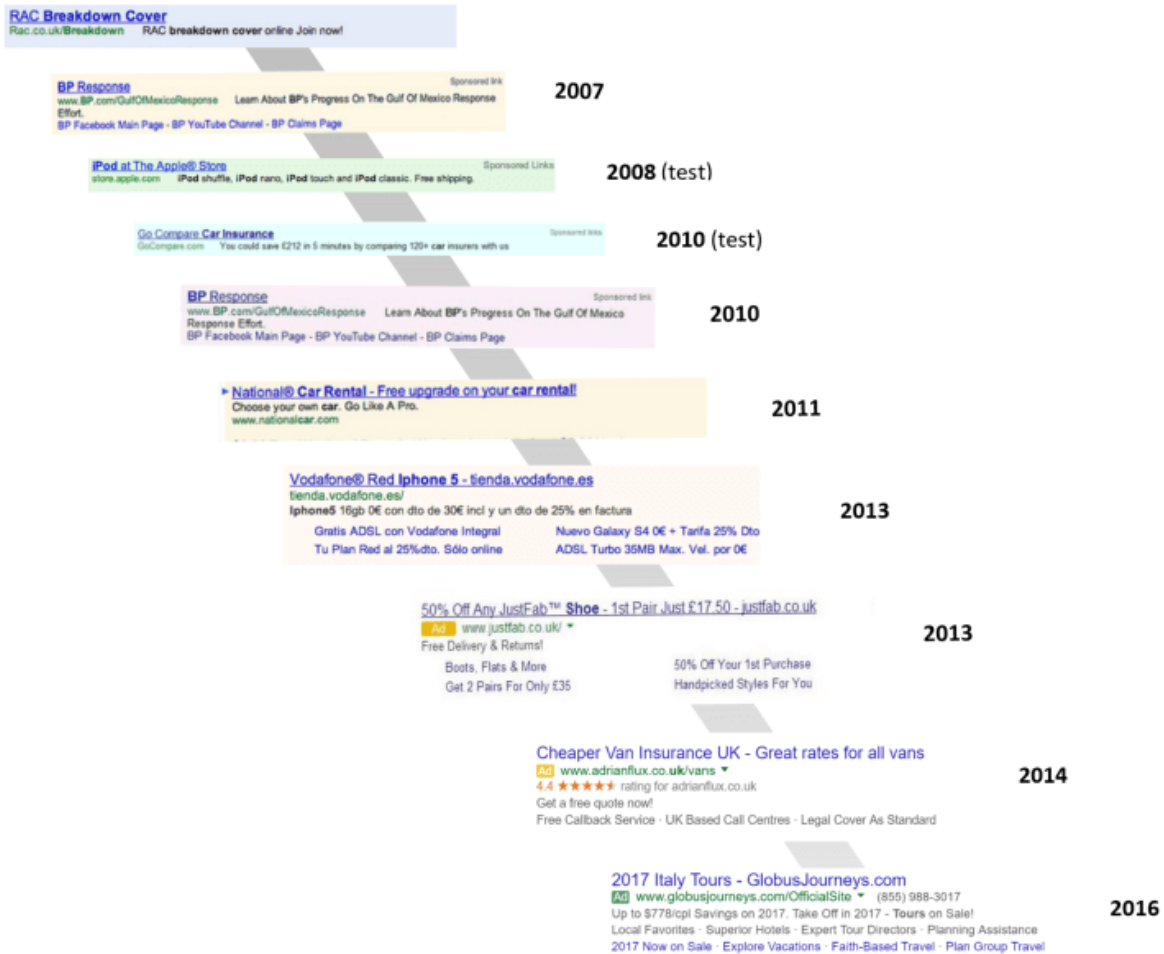 RAC Breakdown Cover
Rac.co.uk/Breakdown RAC breakdown cover online Join now!
BP Response Sponsored link
www.BP.com/GulfOfMexicoResponse Learn About BP's Progress On The Gulf Of Mexico Response
Effort.
BP Facebook Main Page - BP YouTube Channel - BP Claims Page
2007
iPod at The Apple® Store Sponsored Links
store.apple.com iPod shuffle, iPod nano, iPod touch and iPod classic. Free shipping.
2008 (test)
Go Compare Car Insurance Sponsored links
GoCompare.com You could save £212 in 5 minutes by comparing 120+ car insurers with us
2010 (test)
BP Response Sponsored link
www.BP.com/GulfOfMexicoResponse Learn About BP's Progress On The Gulf Of Mexico
Response Effort.
BP Facebook Main Page - BP YouTube Channel - BP Claims Page
2010
National® Car Rental - Free upgrade on your car rental!
Choose your own car. Go Like A Pro.
www.nationalcar.com
2011
Vodafone® Red Iphone 5 - tienda.vodafone.es
tienda.vodafone.es/
Iphone5 16gb 0€ con dto de 30€ incl y un dto de 25% en factura
Gratis ADSL con Vodafone Integral Nuevo Galaxy S4 0€ + Tarifa 25% Dto
Tu Plan Red al 25%dto. Sólo online ADSL Turbo 35MB Max. Vel. por 0€
2013
50% Off Any JustFab™ Shoe - 1st Pair Just £17.50 - justfab.co.uk
Ad www.justfab.co.uk/
Free Delivery & Returns!
Boots, Flats & More 50% Off Your 1st Purchase
Get 2 Pairs For Only £35 Handpicked Styles For You
2013
Cheaper Van Insurance UK - Great rates for all vans
Ad www.adrianflux.co.uk/vans
4.4 ★★★★★ rating for adrianflux.co.uk
Get a free quote now!
Free Callback Service · UK Based Call Centres · Legal Cover As Standard
2014
2017 Italy Tours - GlobusJourneys.com
Ad www.globusjourneys.com/OfficialSite (855) 988-3017
Up to $778/cpl Savings on 2017. Take Off in 2017 - Tours on Sale!
Local Favorites · Superior Hotels · Expert Tour Directors · Planning Assistance
2017 Now on Sale · Explore Vacations · Faith-Based Travel · Plan Group Travel
2016